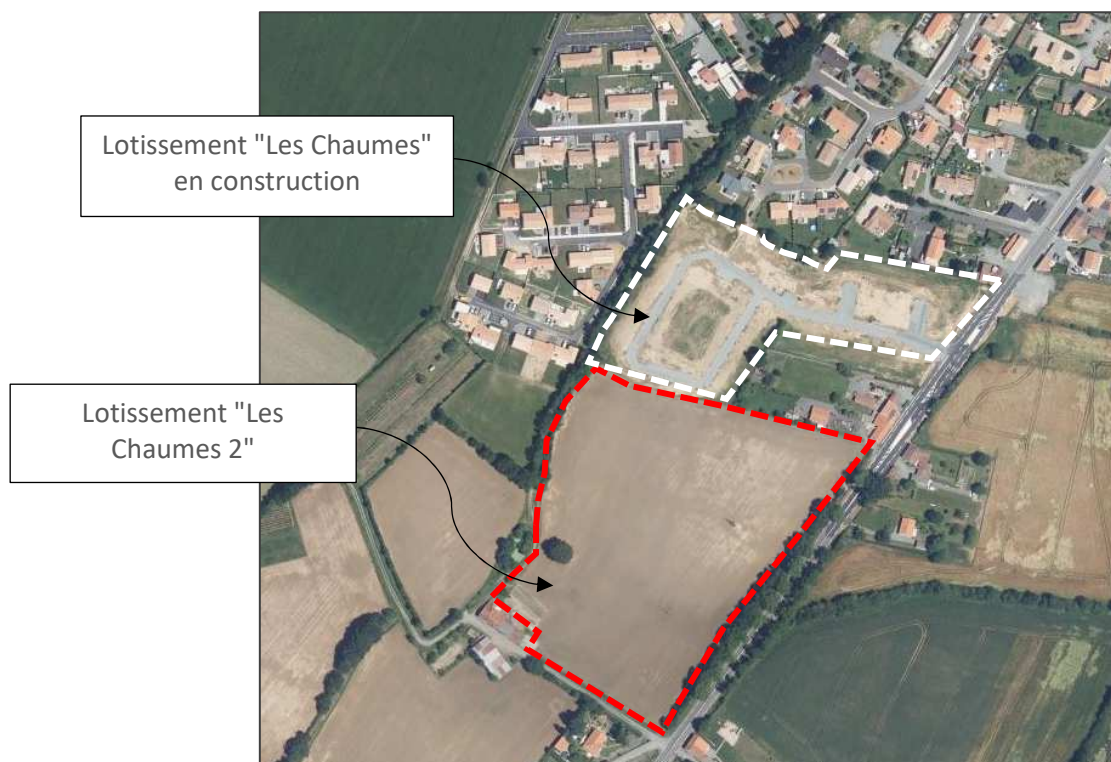 Lotissement "Les Chaumes"
en construction
Lotissement "Les
Chaumes 2"